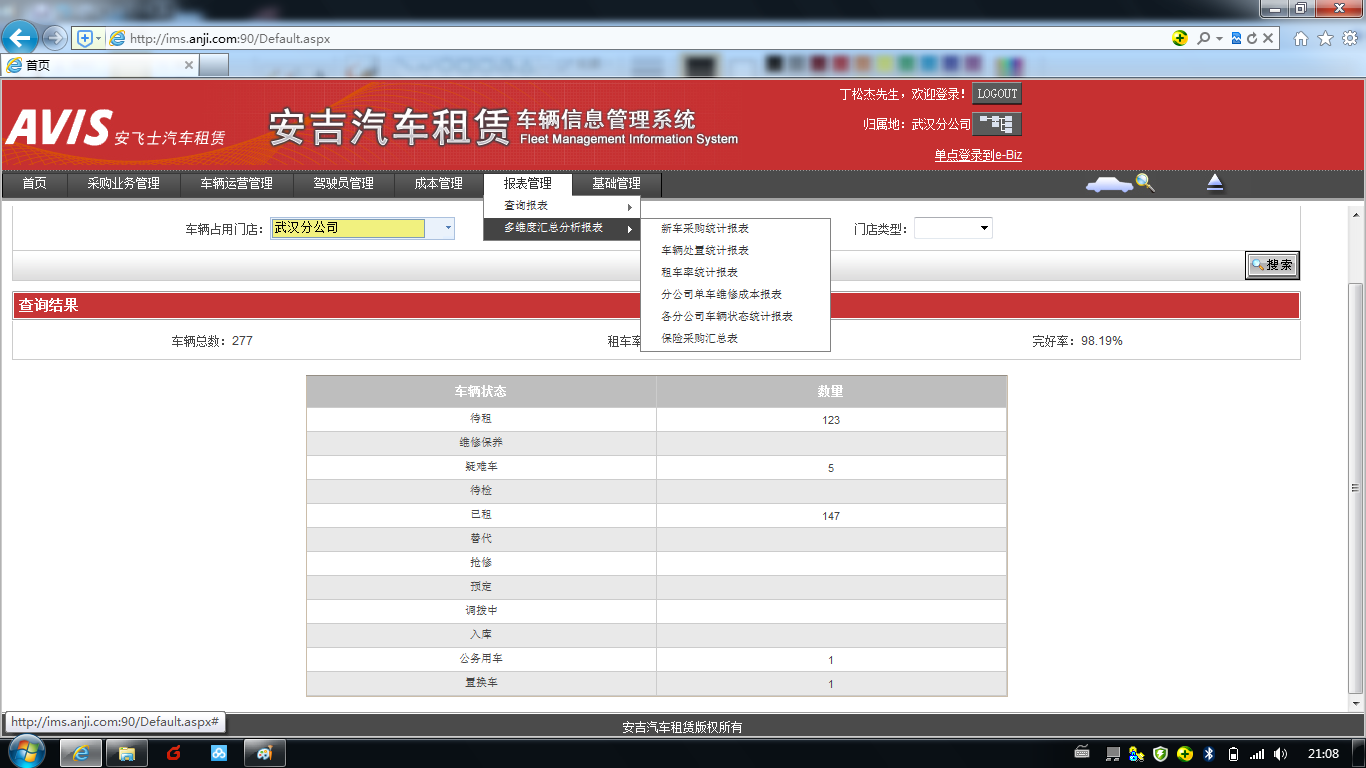 http://ims.anji.com:90/Default.aspx
首页
AVIS 安飞士汽车租赁
安吉汽车租赁 车辆信息管理系统
Fleet Management Information System
丁松杰先生，欢迎登录！ LOGOUT
归属地：武汉分公司
单点登录到e-Biz
首页 采购业务管理 车辆运营管理 驾驶员管理 成本管理 报表管理 基础管理
查询报表
多维度汇总分析报表
新车采购统计报表
车辆处置统计报表
租车率统计报表
分公司单车维修成本报表
各分公司车辆状态统计报表
保险采购汇总表
车辆占用门店： 武汉分公司 门店类型：
搜索
查询结果
车辆总数：277 租车率 完好率：98.19%
车辆状态 数量
待租 123
维修保养
疑难车 5
待检
已租 147
替代
抢修
预定
调拨中
入库
公务用车 1
置换车 1
http://ims.anji.com:90/Default.aspx#
安吉汽车租赁版权所有
21:08